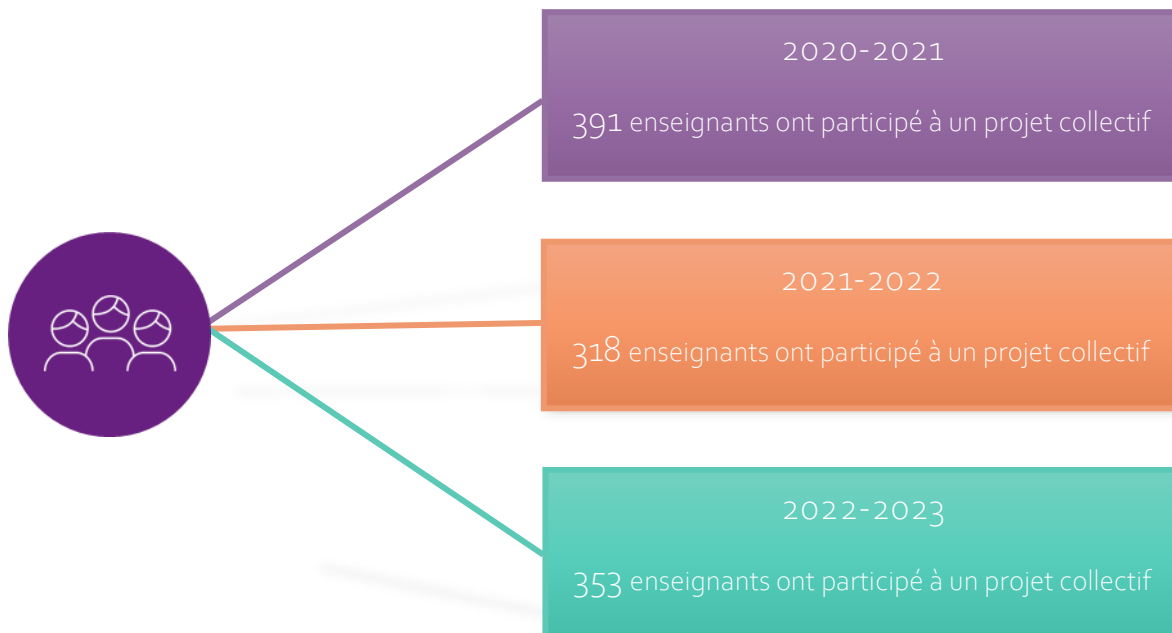 2020-2021
391 enseignants ont participé à un projet collectif
2021-2022
318 enseignants ont participé à un projet collectif
2022-2023
353 enseignants ont participé à un projet collectif